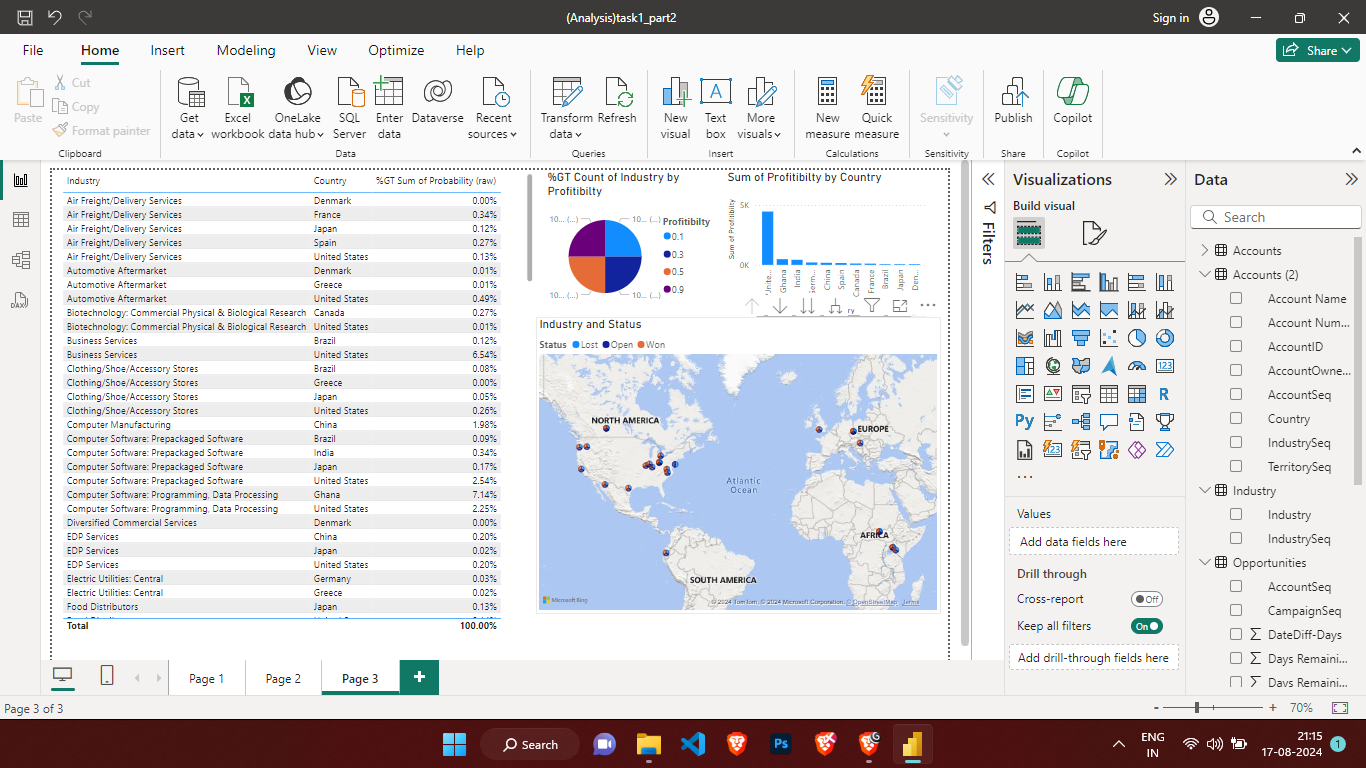 (Analysis)task1_part2
Sign in
File
Home
Insert
Modeling
View
Optimize
Help
Share
Paste
Cut
Copy
Format painter
Clipboard
Get data
Excel workbook
OneLake data hub
SQL Server
Enter data
Dataverse
Recent sources
Data
Transform data
Refresh
Queries
New visual
Text box
More visuals
Insert
New measure
Quick measure
Calculations
Sensitivity
Sensitivity
Publish
Share
Copilot
Copilot
Industry Country %GT Sum of Probability (raw)
Air Freight/Delivery Services Denmark 0.00%
Air Freight/Delivery Services France 0.34%
Air Freight/Delivery Services Japan 0.12%
Air Freight/Delivery Services Spain 0.27%
Air Freight/Delivery Services United States 0.13%
Automotive Aftermarket Denmark 0.01%
Automotive Aftermarket Greece 0.01%
Automotive Aftermarket United States 0.49%
Biotechnology: Commercial Physical & Biological Research Canada 0.27%
Biotechnology: Commercial Physical & Biological Research United States 0.01%
Business Services Brazil 0.12%
Business Services United States 6.54%
Clothing/Shoe/Accessory Stores Brazil 0.08%
Clothing/Shoe/Accessory Stores Greece 0.00%
Clothing/Shoe/Accessory Stores Japan 0.05%
Clothing/Shoe/Accessory Stores United States 0.26%
Computer Manufacturing China 1.98%
Computer Software: Prepackaged Software Brazil 0.09%
Computer Software: Prepackaged Software India 0.34%
Computer Software: Prepackaged Software Japan 0.17%
Computer Software: Prepackaged Software United States 2.54%
Computer Software: Programming, Data Processing Ghana 7.14%
Computer Software: Programming, Data Processing United States 2.25%
Diversified Commercial Services Denmark 0.00%
EDP Services China 0.20%
EDP Services Japan 0.02%
EDP Services United States 0.20%
Electric Utilities: Central Germany 0.03%
Electric Utilities: Central Greece 0.02%
Food Distributors Japan 0.13%
Total 100.00%
%GT Count of Industry by
Profitibilty
10... (...)
10... (...)
10... (...)
10... (...)
Profitibilty
0.1
0.3
0.5
0.9
Sum of Profitibilty by Country
Sum of Profitibilty
5K
0K
Unite...
Ghana
India
Germ...
China
Spain
Canada
France
Brazil
Japan
Den...
ry
Industry and Status
Status Lost Open Won
NORTH AMERICA
EUROPE
Atlantic
Ocean
AFRICA
SOUTH AMERICA
Microsoft Bing
© 2024 TomTom, © 2024 Microsoft Corporation, © OpenStreetMap Terms
Filters
Visualizations
Build visual
R
Py
123
...
Values
Add data fields here
Drill through
Cross-report Off
Keep all filters On
Add drill-through fields here
Data
Search
Accounts
Accounts (2)
Account Name
Account Num...
AccountID
AccountOwne...
AccountSeq
Country
IndustrySeq
TerritorySeq
Industry
Industry
IndustrySeq
Opportunities
AccountSeq
CampaignSeq
DateDiff-Days
Days Remaini...
Days Remaini...
Page 1
Page 2
Page 3
+
Page 3 of 3
- + 70%
Search
Ps
ENG
IN
21:15
17-08-2024
1